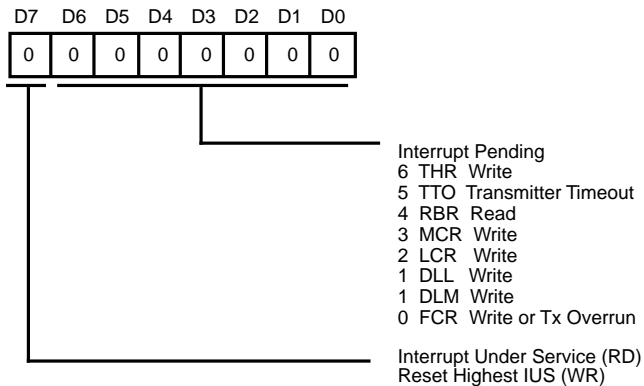 D7 D6 D5 D4 D3 D2 D1 D0
0 0 0 0 0 0 0 0
Interrupt Pending
6 THR Write
5 TTO Transmitter Timeout
4 RBR Read
3 MCR Write
2 LCR Write
1 DLL Write
1 DLM Write
0 FCR Write or Tx Overrun
Interrupt Under Service (RD)
Reset Highest IUS (WR)